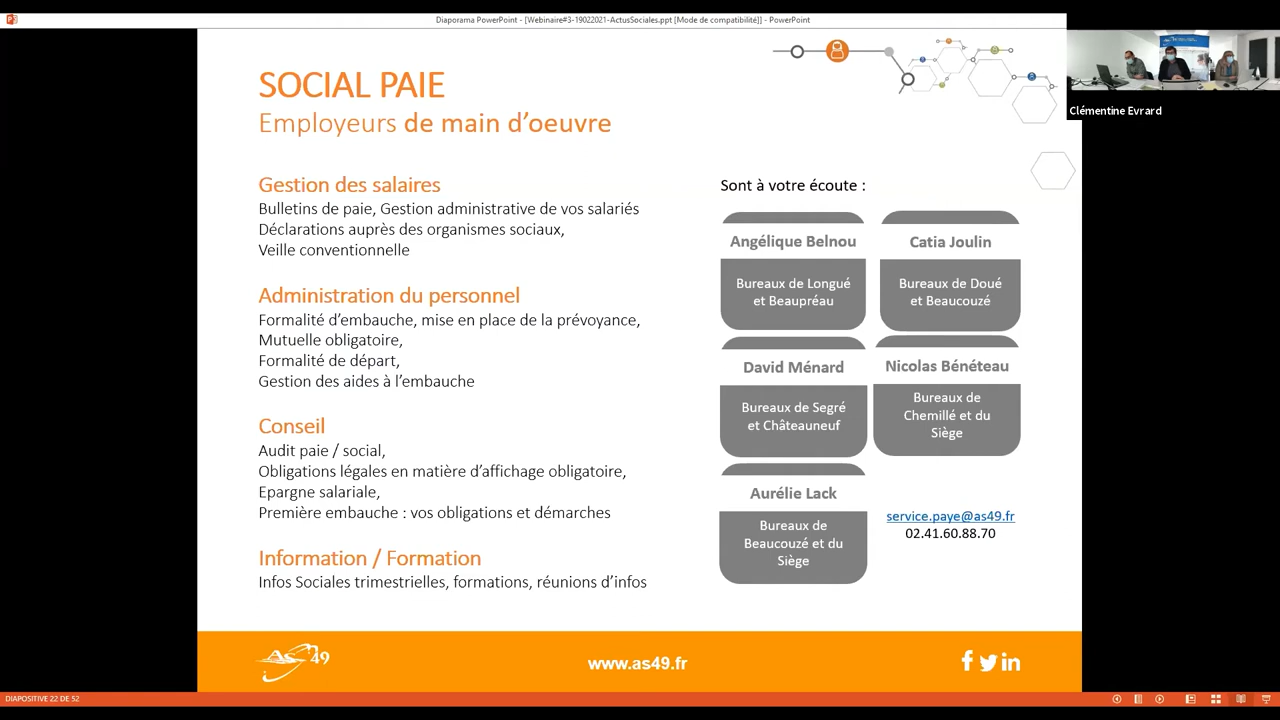 Diaporama PowerPoint - [Webinaire#3-19022021-ActusSociales.ppt [Mode de compatibilité]] - PowerPoint
Clémentine Evrard
SOCIAL PAIE
Employeurs de main d'oeuvre
Gestion des salaires
Bulletins de paie, Gestion administrative de vos salariés
Déclarations auprès des organismes sociaux,
Veille conventionnelle
Administration du personnel
Formalité d'embauche, mise en place de la prévoyance,
Mutuelle obligatoire,
Formalité de départ,
Gestion des aides à l'embauche
Conseil
Audit paie / social,
Obligations légales en matière d'affichage obligatoire,
Epargne salariale,
Première embauche : vos obligations et démarches
Information / Formation
Infos Sociales trimestrielles, formations, réunions d'infos
Sont à votre écoute :
Angélique Belnou
Bureaux de Longué
et Beaupréau
Catia Joulin
Bureaux de Doué
et Beaucouzé
David Ménard
Bureaux de Segré
et Châteauneuf
Nicolas Bénéteau
Bureaux de
Chemillé et du
Siège
Aurélie Lack
Bureaux de
Beaucouzé et du
Siège
service.paye@as49.fr
02.41.60.88.70
As 49
www.as49.fr
DIAPOSITIVE 22 DE 52